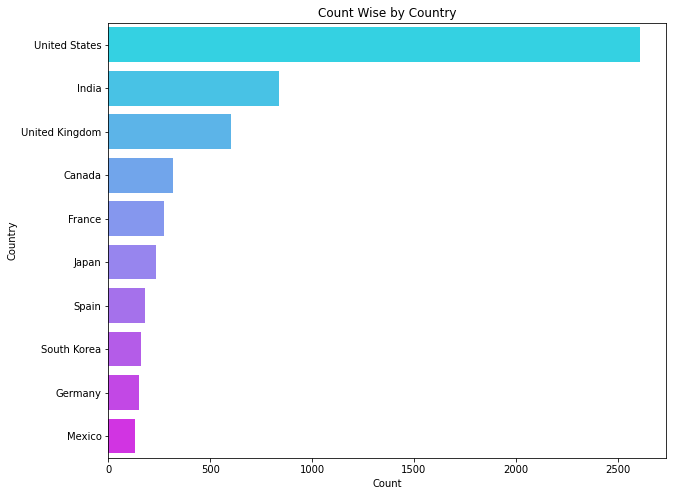 Count Wise by Country
United States
India
United Kingdom
Canada
France
Japan
Spain
South Korea
Germany
Mexico
Country
0 500 1000 1500 2000 2500
Count